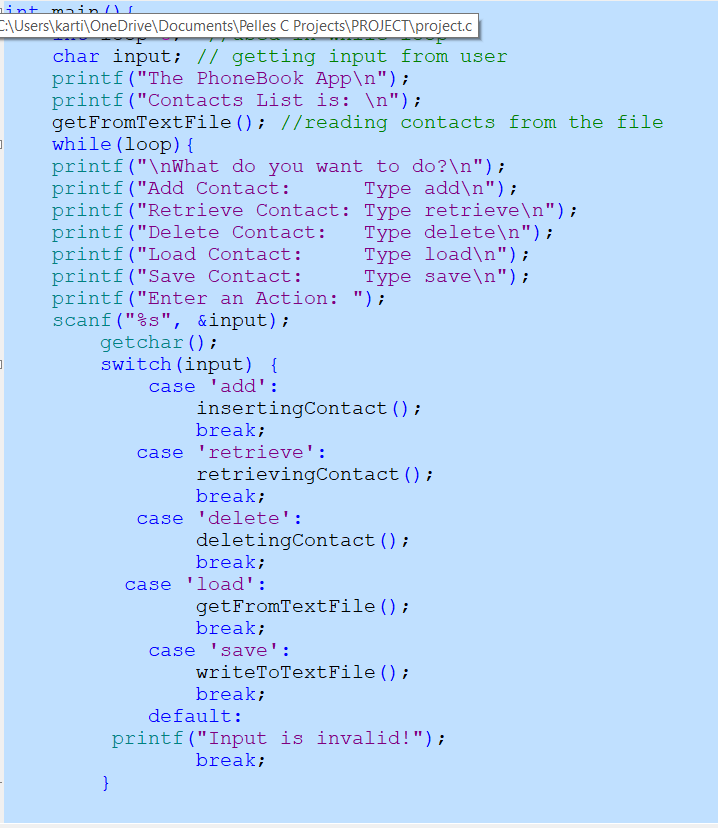 int main(){
C:\Users\karti\OneDrive\Documents\Pelles C Projects\PROJECT\project.c
int loop //used in while loop
char input; // getting input from user
printf("The PhoneBook App\n");
printf("Contacts List is: \n");
getFromTextFile(); //reading contacts from the file
while(loop){
printf("\nWhat do you want to do?\n");
printf("Add Contact:      Type add\n");
printf("Retrieve Contact: Type retrieve\n");
printf("Delete Contact:   Type delete\n");
printf("Load Contact:     Type load\n");
printf("Save Contact:     Type save\n");
printf("Enter an Action: ");
scanf("%s", &input);
getchar();
switch(input) {
case 'add':
insertingContact();
break;
case 'retrieve':
retrievingContact();
break;
case 'delete':
deletingContact();
break;
case 'load':
getFromTextFile();
break;
case 'save':
writeToTextFile();
break;
default:
printf("Input is invalid!");
break;
}